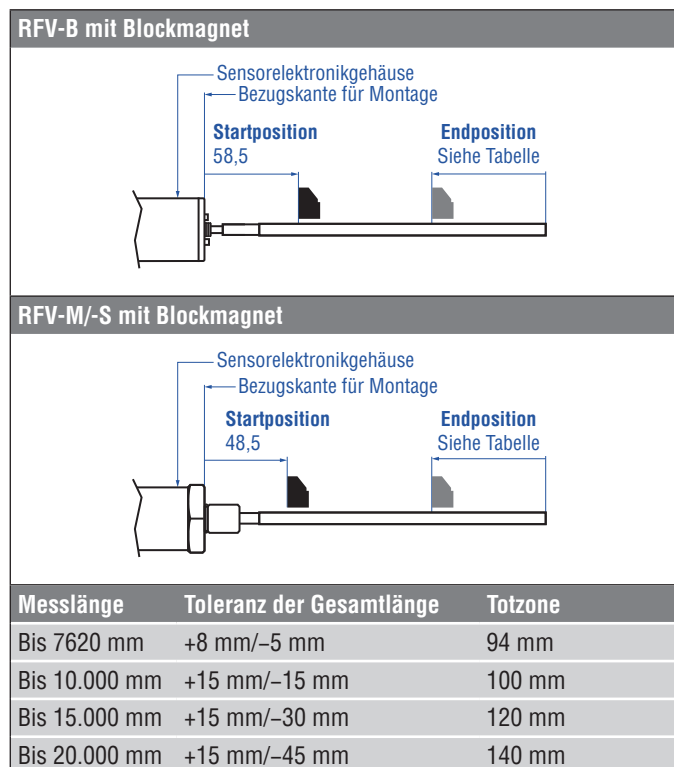 RFV-B mit Blockmagnet
Sensorelektronikgehäuse
Bezugskante für Montage
Startposition
58,5
Endposition
Siehe Tabelle
RFV-M/-S mit Blockmagnet
Sensorelektronikgehäuse
Bezugskante für Montage
Startposition
48,5
Endposition
Siehe Tabelle
Messlänge Toleranz der Gesamtlänge Totzone
Bis 7620 mm +8 mm/−5 mm 94 mm
Bis 10.000 mm +15 mm/−15 mm 100 mm
Bis 15.000 mm +15 mm/−30 mm 120 mm
Bis 20.000 mm +15 mm/−45 mm 140 mm